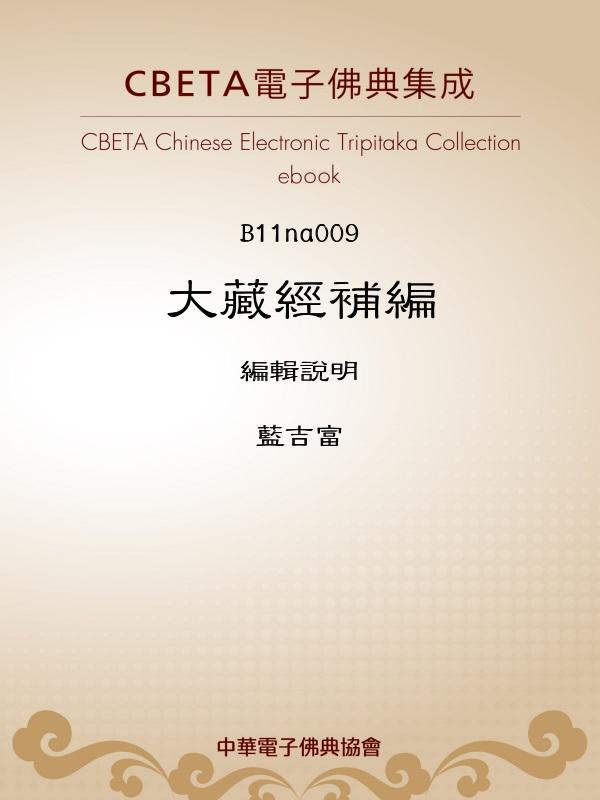 CBETA電子佛典集成
CBETA Chinese Electronic Tripitaka Collection
ebook
B11na009
大藏經補編
編輯說明
藍吉富
中華電子佛典協會